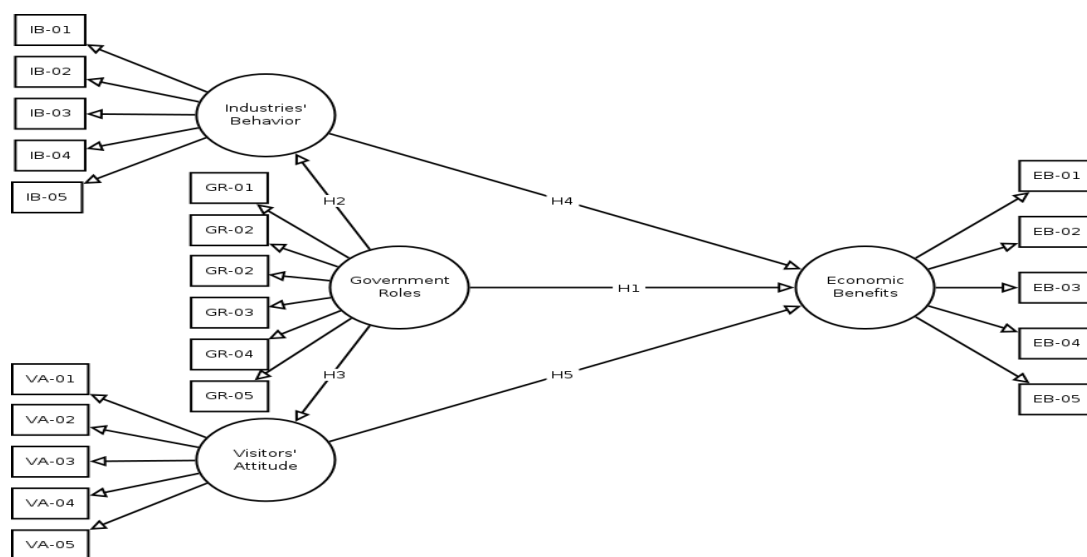 IB-01
IB-02
IB-03
IB-04
IB-05
Industries'
Behavior
GR-01
GR-02
GR-02
GR-03
GR-04
GR-05
Government
Roles
VA-01
VA-02
VA-03
VA-04
VA-05
Visitors'
Attitude
H2
H3
H4
H1
H5
Economic
Benefits
EB-01
EB-02
EB-03
EB-04
EB-05